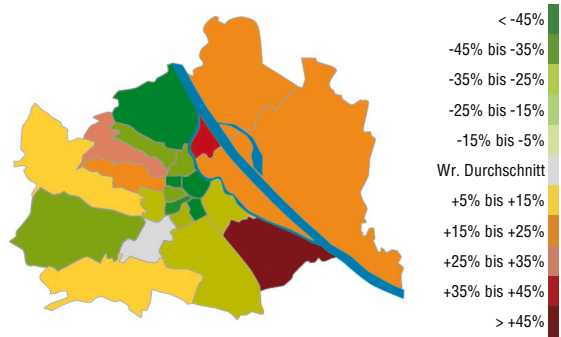 < -45%
-45% bis -35%
-35% bis -25%
-25% bis -15%
-15% bis -5%
Wr. Durchschnitt
+5% bis +15%
+15% bis +25%
+25% bis +35%
+35% bis +45%
> +45%